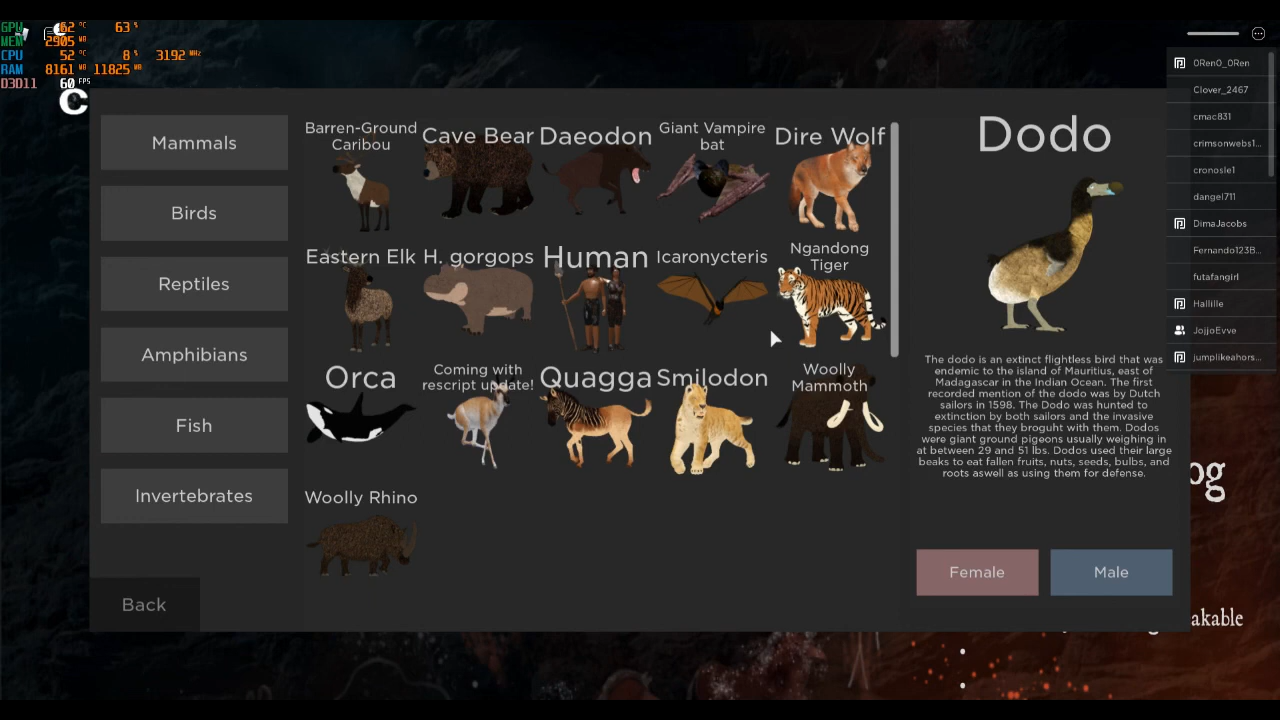 GPU 62 °C 63 %
MEM 2905 MB
CPU 52 °C 8 % 3192 MHz
RAM 8161 MB 11825 MB
D3D11 60 FPS
C
Mammals
Birds
Reptiles
Amphibians
Fish
Invertebrates
Back
Barren-Ground
Caribou
Cave Bear
Daeodon
Giant Vampire
bat
Dire Wolf
Eastern Elk
H. gorgops
Human
Icaronycteris
Ngandong
Tiger
Orca
Coming with
rescript update!
Quagga
Smilodon
Woolly
Mammoth
Woolly Rhino
Dodo
The dodo is an extinct flightless bird that was
endemic to the island of Mauritius, east of
Madagascar in the Indian Ocean. The first
recorded mention of the dodo was by Dutch
sailors in 1598. The Dodo was hunted to
extinction by both sailors and the invasive
species that they broguht with them. Dodos
were giant ground pigeons usually weighing in
at between 29 and 51 lbs. Dodos used their large
beaks to eat fallen fruits, nuts, seeds, bulbs, and
roots aswell as using them for defense.
Female
Male
0Ren0_0Ren
Clover_2467
cmac831
crimsonwebs1...
cronosle1
dangel711
DimaJacobs
Fernando123B...
futafangirl
Hallille
JojjoEvve
jumplikeahors...
og
akable